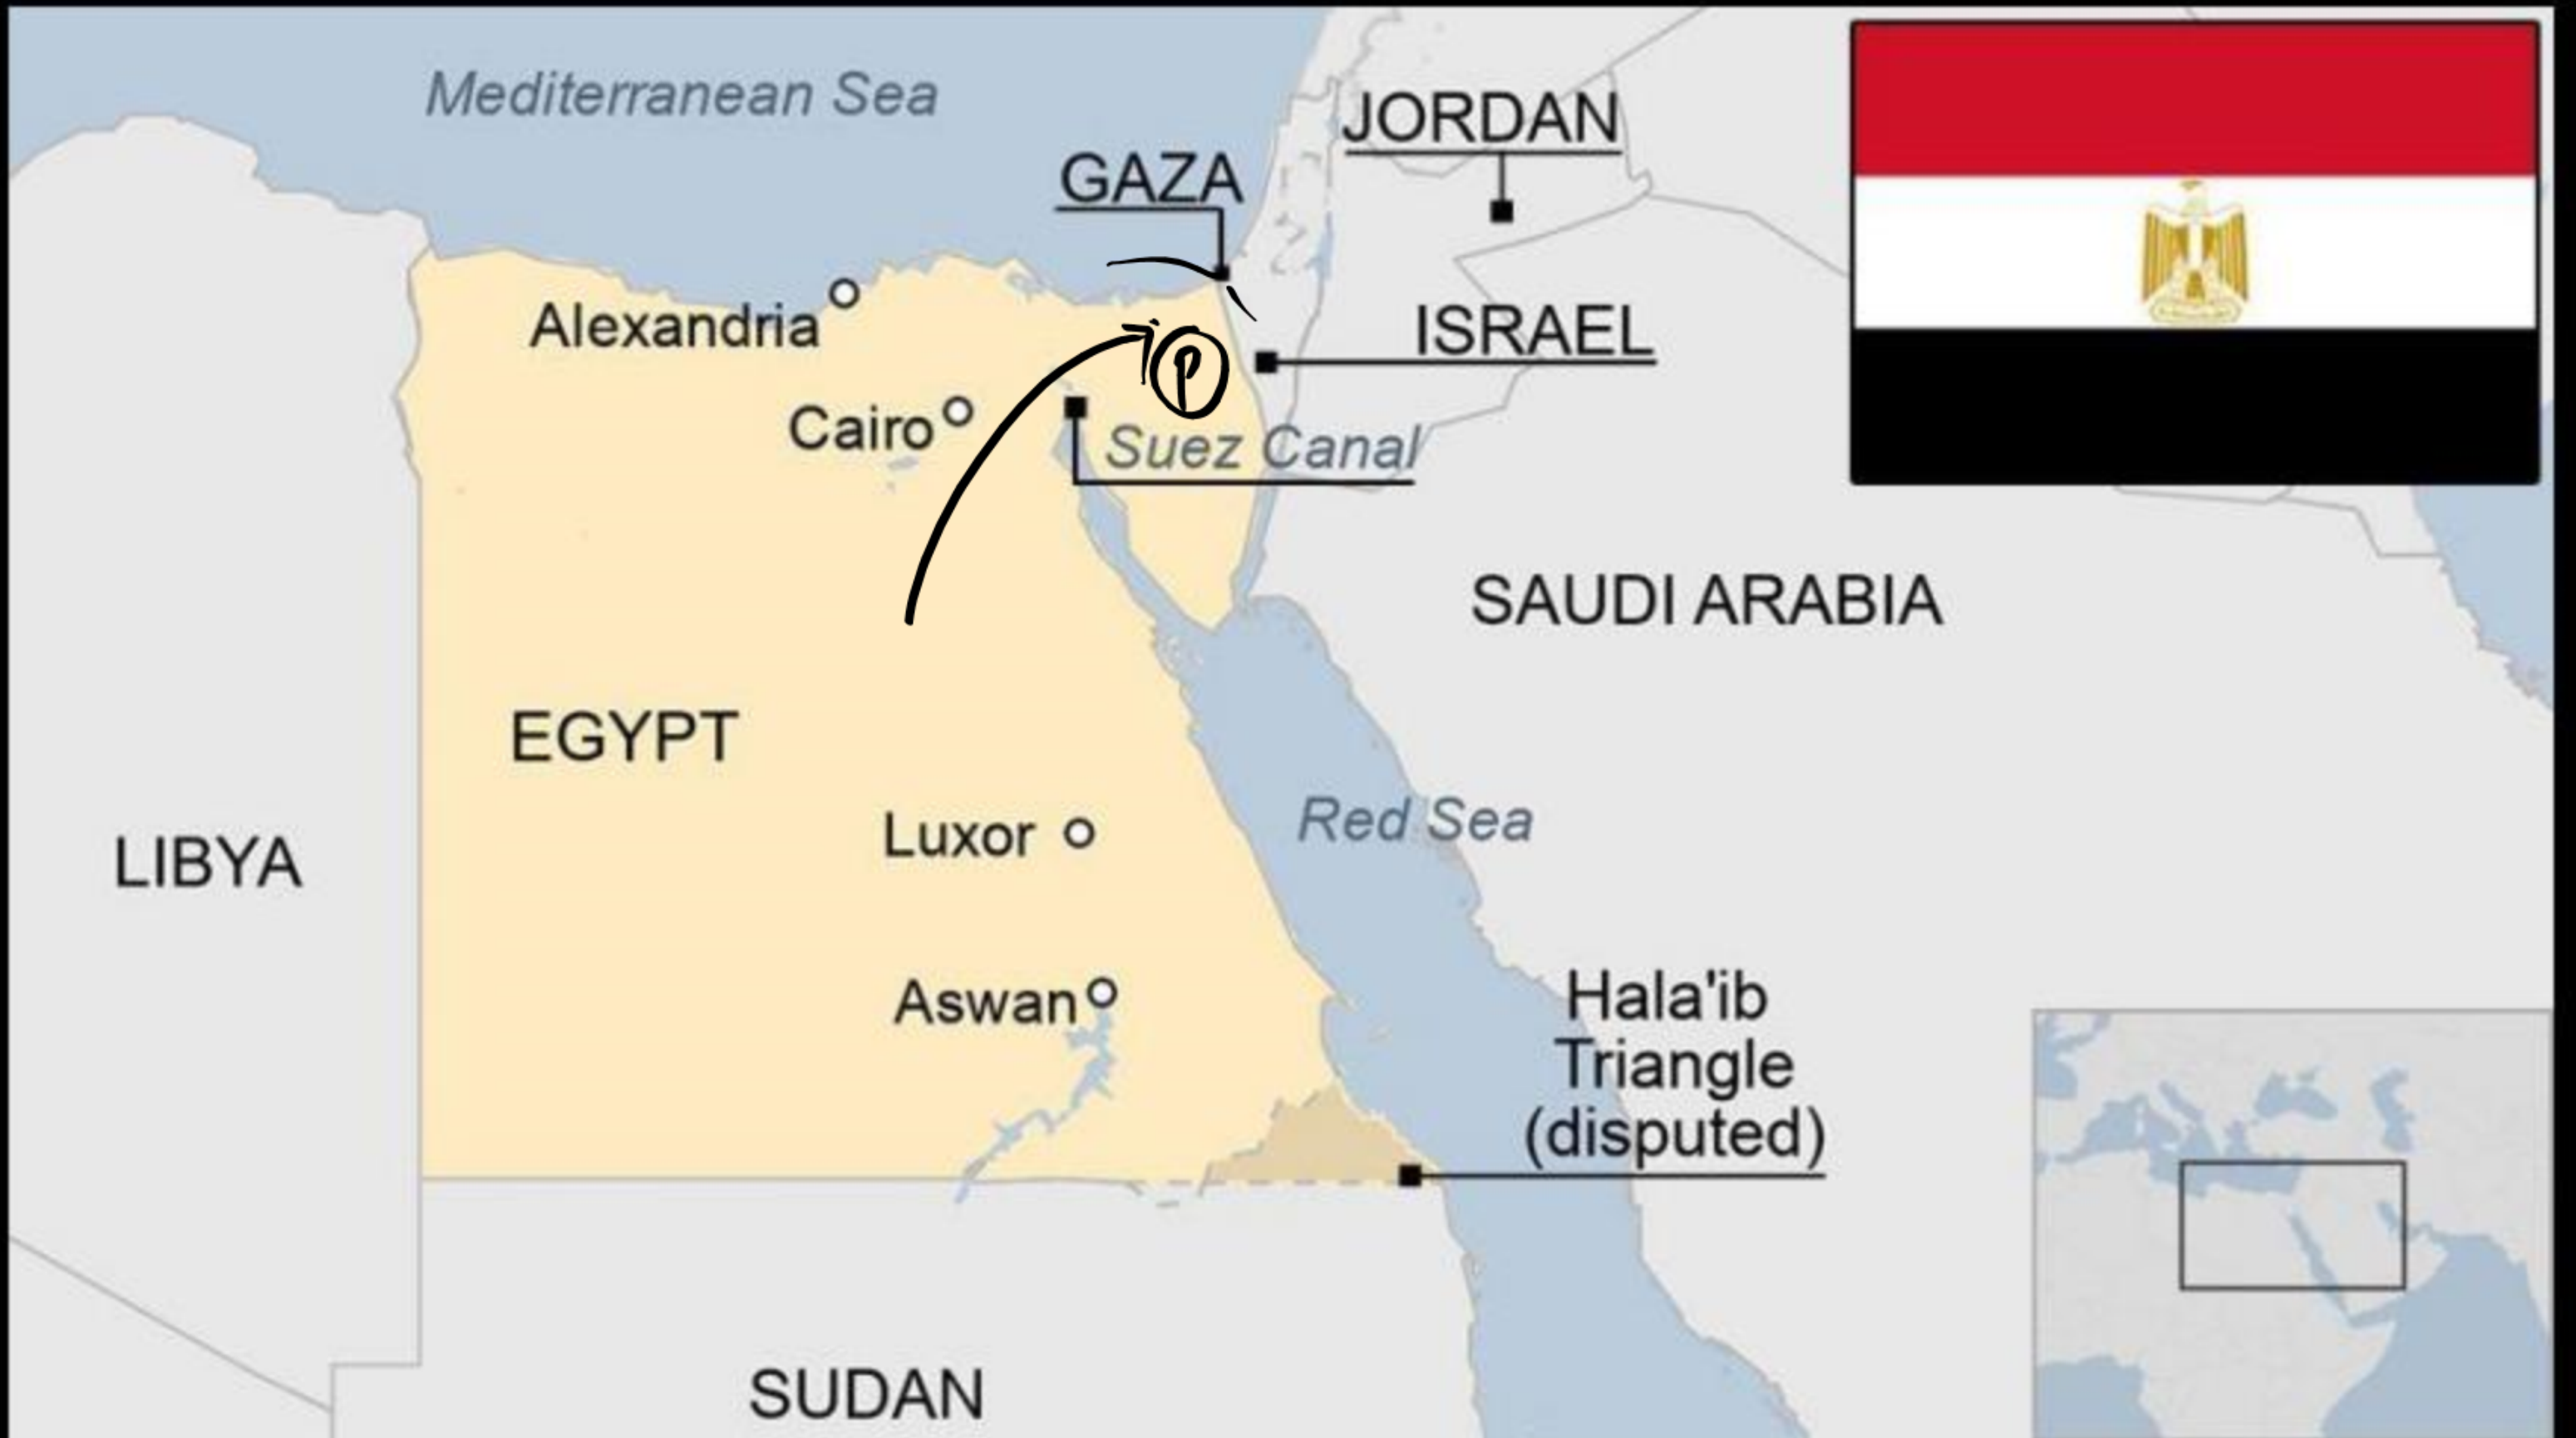 Mediterranean Sea
JORDAN
GAZA
Alexandria
ISRAEL
P
Cairo
Suez Canal
SAUDI ARABIA
EGYPT
Red Sea
Luxor
LIBYA
Aswan
Hala'ib
Triangle
(disputed)
SUDAN